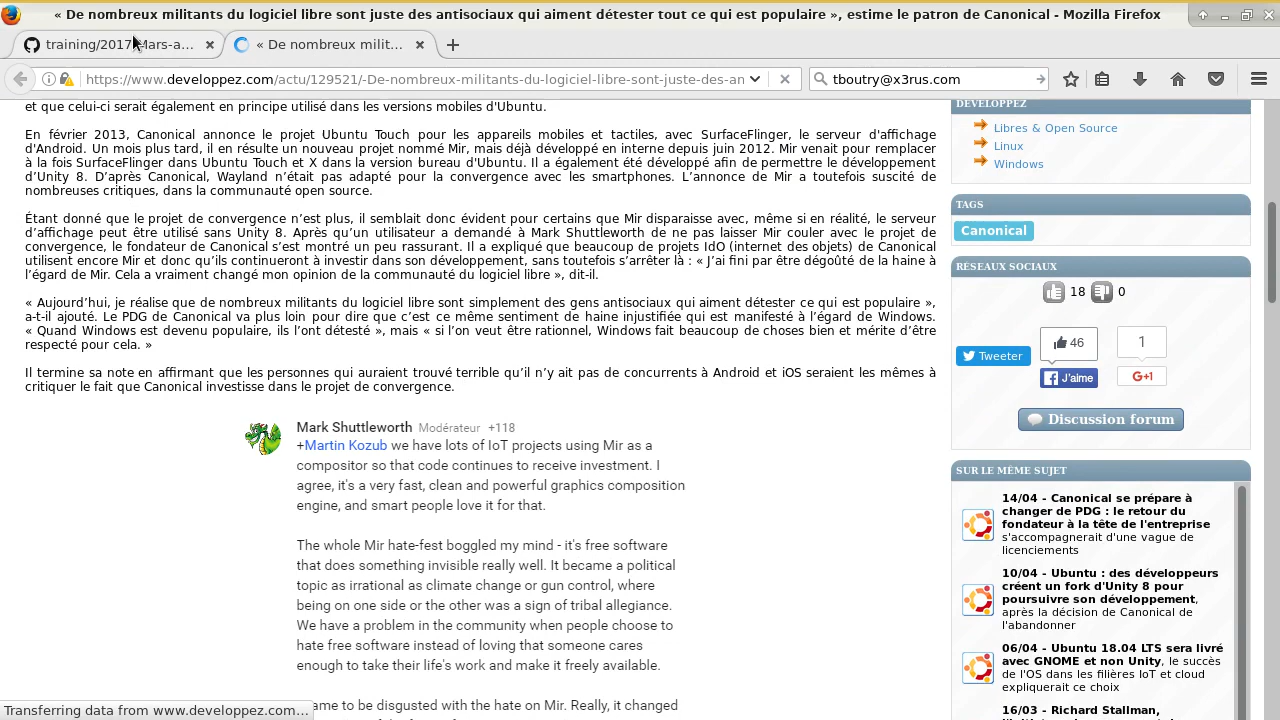 « De nombreux militants du logiciel libre sont juste des antisociaux qui aiment détester tout ce qui est populaire », estime le patron de Canonical - Mozilla Firefox
training/2017-Mars-a...
« De nombreux milit...
https://www.developpez.com/actu/129521/-De-nombreux-militants-du-logiciel-libre-sont-juste-des-an
tboutry@x3rus.com
et que celui-ci serait également en principe utilisé dans les versions mobiles d'Ubuntu.
En février 2013, Canonical annonce le projet Ubuntu Touch pour les appareils mobiles et tactiles, avec SurfaceFlinger, le serveur d'affichage
d'Android. Un mois plus tard, il en résulte un nouveau projet nommé Mir, mais déjà développé en interne depuis juin 2012. Mir venait pour remplacer
à la fois SurfaceFlinger dans Ubuntu Touch et X dans la version bureau d'Ubuntu. Il a également été développé afin de permettre le développement
d'Unity 8. D'après Canonical, Wayland n'était pas adapté pour la convergence avec les smartphones. L'annonce de Mir a toutefois suscité de
nombreuses critiques, dans la communauté open source.
Étant donné que le projet de convergence n'est plus, il semblait donc évident pour certains que Mir disparaisse avec, même si en réalité, le serveur
d'affichage peut être utilisé sans Unity 8. Après qu'un utilisateur a demandé à Mark Shuttleworth de ne pas laisser Mir couler avec le projet de
convergence, le fondateur de Canonical s'est montré un peu rassurant. Il a expliqué que beaucoup de projets IdO (internet des objets) de Canonical
utilisent encore Mir et donc qu'ils continueront à investir dans son développement, sans toutefois s'arrêter là : « J'ai fini par être dégoûté de la haine à
l'égard de Mir. Cela a vraiment changé mon opinion de la communauté du logiciel libre », dit-il.
« Aujourd'hui, je réalise que de nombreux militants du logiciel libre sont simplement des gens antisociaux qui aiment détester ce qui est populaire »,
a-t-il ajouté. Le PDG de Canonical va plus loin pour dire que c'est ce même sentiment de haine injustifiée qui est manifesté à l'égard de Windows.
« Quand Windows est devenu populaire, ils l'ont détesté », mais « si l'on veut être rationnel, Windows fait beaucoup de choses bien et mérite d'être
respecté pour cela. »
Il termine sa note en affirmant que les personnes qui auraient trouvé terrible qu'il n'y ait pas de concurrents à Android et iOS seraient les mêmes à
critiquer le fait que Canonical investisse dans le projet de convergence.
Mark Shuttleworth Modérateur +118
+Martin Kozub we have lots of IoT projects using Mir as a
compositor so that code continues to receive investment. I
agree, it's a very fast, clean and powerful graphics composition
engine, and smart people love it for that.
The whole Mir hate-fest boggled my mind - it's free software
that does something invisible really well. It became a political
topic as irrational as climate change or gun control, where
being on one side or the other was a sign of tribal allegiance.
We have a problem in the community when people choose to
hate free software instead of loving that someone cares
enough to take their life's work and make it freely available.
came to be disgusted with the hate on Mir. Really, it changed
Transferring data from www.developpez.com...
DEVELOPPEZ
Libres & Open Source
Linux
Windows
TAGS
Canonical
RÉSEAUX SOCIAUX
18 0
46
1
Tweeter
J'aime
G+1
Discussion forum
SUR LE MÊME SUJET
14/04 - Canonical se prépare à
changer de PDG : le retour du
fondateur à la tête de l'entreprise
s'accompagnerait d'une vague de
licenciements
10/04 - Ubuntu : des développeurs
créent un fork d'Unity 8 pour
poursuivre son développement,
après la décision de Canonical de
l'abandonner
06/04 - Ubuntu 18.04 LTS sera livré
avec GNOME et non Unity, le succès
de l'OS dans les filières IoT et cloud
expliquerait ce choix
16/03 - Richard Stallman,